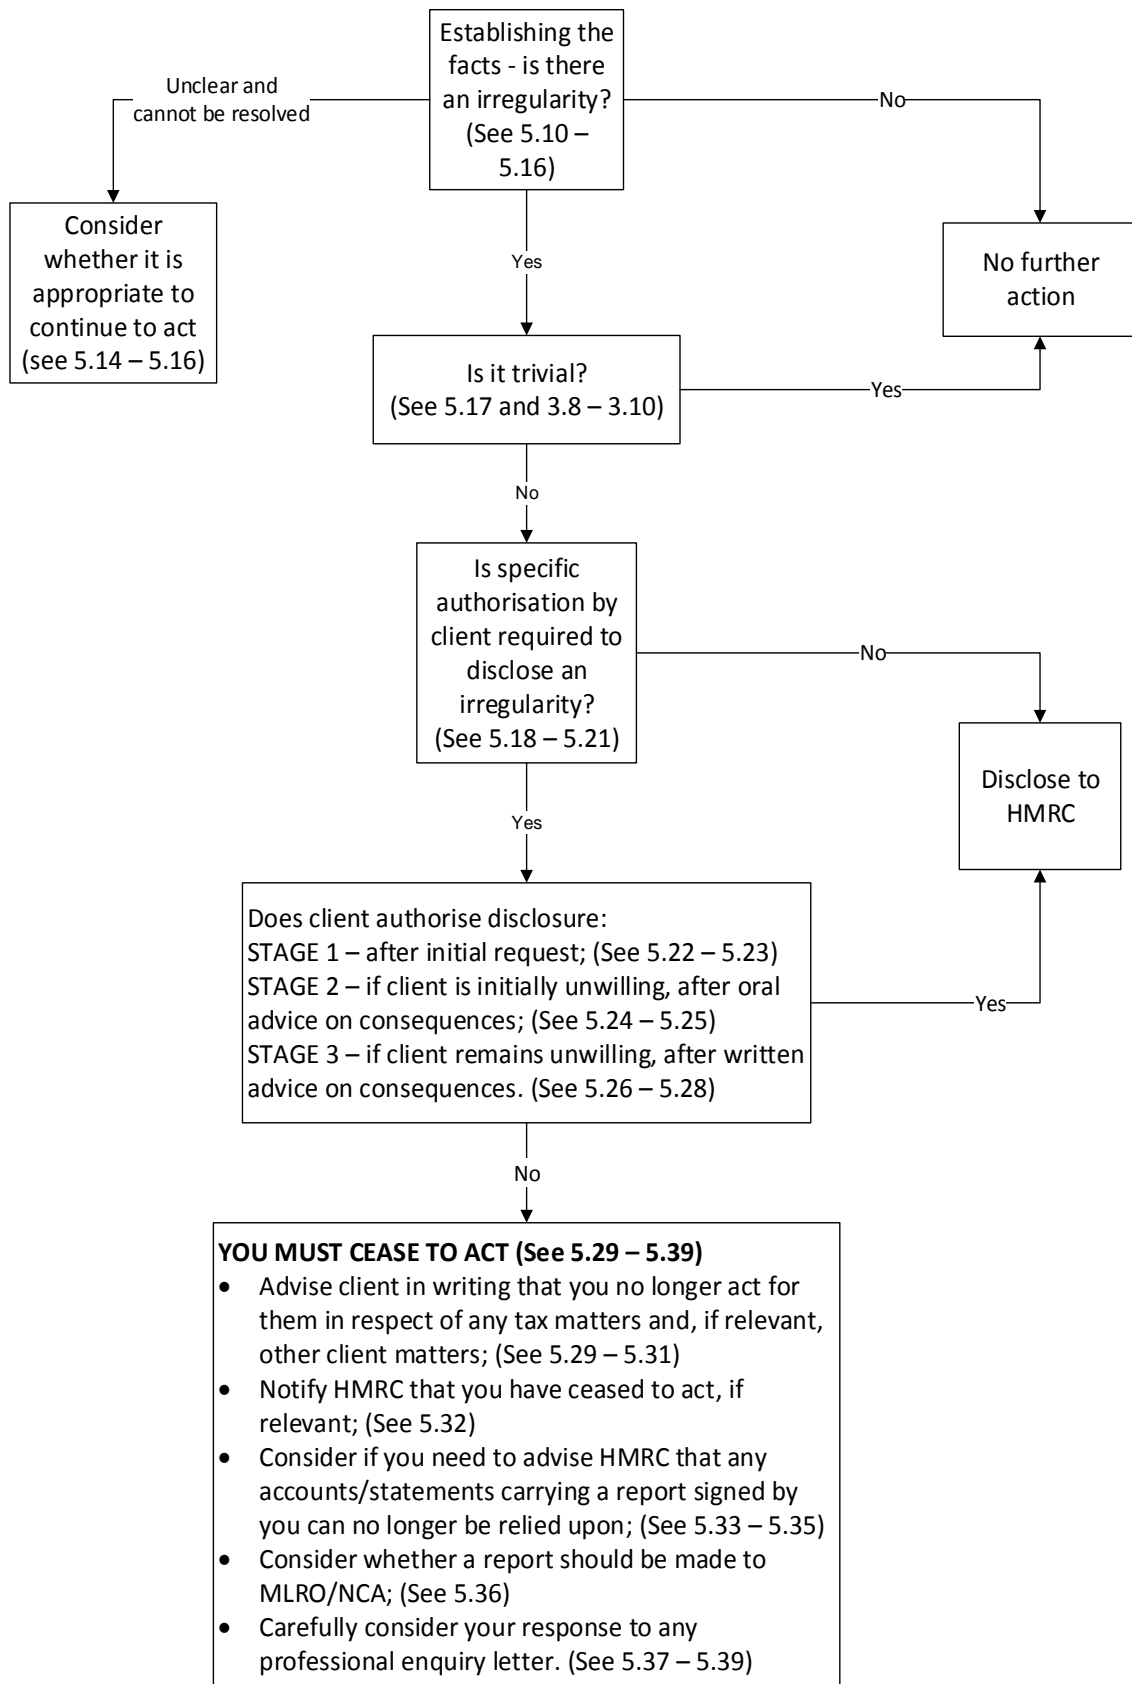 Establishing the
facts - is there
an irregularity?
(See 5.10 –
5.16)
Unclear and
cannot be resolved
No
Consider
whether it is
appropriate to
continue to act
(see 5.14 – 5.16)
Yes
No further
action
Is it trivial?
(See 5.17 and 3.8 – 3.10)
Yes
No
Is specific
authorisation by
client required to
disclose an
irregularity?
(See 5.18 – 5.21)
No
Disclose to
HMRC
Yes
Does client authorise disclosure:
STAGE 1 – after initial request; (See 5.22 – 5.23)
STAGE 2 – if client is initially unwilling, after oral
advice on consequences; (See 5.24 – 5.25)
STAGE 3 – if client remains unwilling, after written
advice on consequences. (See 5.26 – 5.28)
Yes
No
YOU MUST CEASE TO ACT (See 5.29 – 5.39)
• Advise client in writing that you no longer act for
them in respect of any tax matters and, if relevant,
other client matters; (See 5.29 – 5.31)
• Notify HMRC that you have ceased to act, if
relevant; (See 5.32)
• Consider if you need to advise HMRC that any
accounts/statements carrying a report signed by
you can no longer be relied upon; (See 5.33 – 5.35)
• Consider whether a report should be made to
MLRO/NCA; (See 5.36)
• Carefully consider your response to any
professional enquiry letter. (See 5.37 – 5.39)